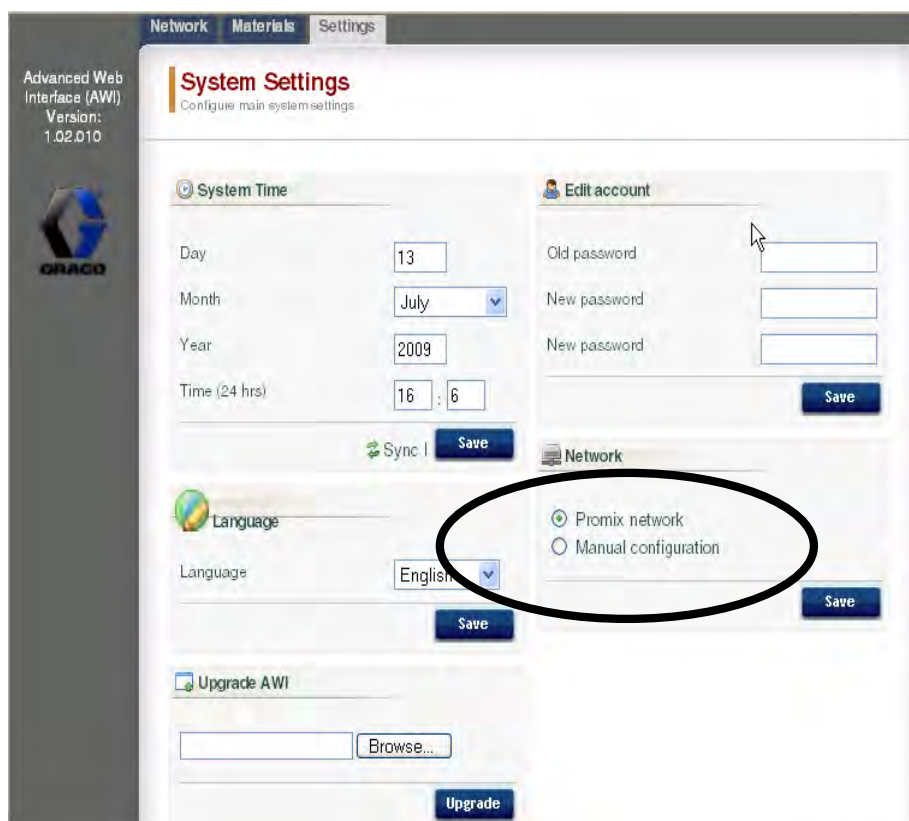 Network Materials Settings
Advanced Web
Interface (AWI)
Version:
1.02.010
GRACO
System Settings
Configure main system settings
System Time
Day 13
Month July
Year 2009
Time (24 hrs) 16 : 6
Sync | Save
Language
Language English
Save
Upgrade AWI
Browse...
Upgrade
Edit account
Old password
New password
New password
Save
Network
Promix network
Manual configuration
Save